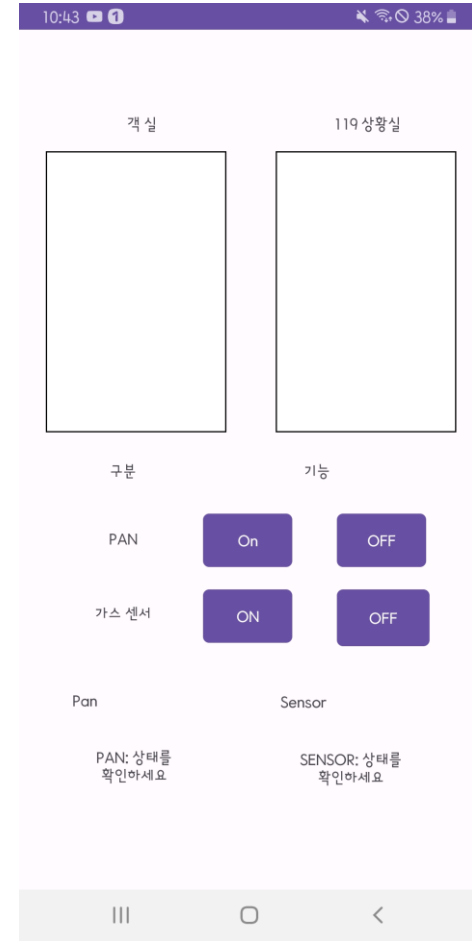 10:43 1 38%
객 실 119 상황실
구분 기능
PAN On OFF
가스 센서 ON OFF
Pan Sensor
PAN: 상태를 SENSOR: 상태를
확인하세요 확인하세요